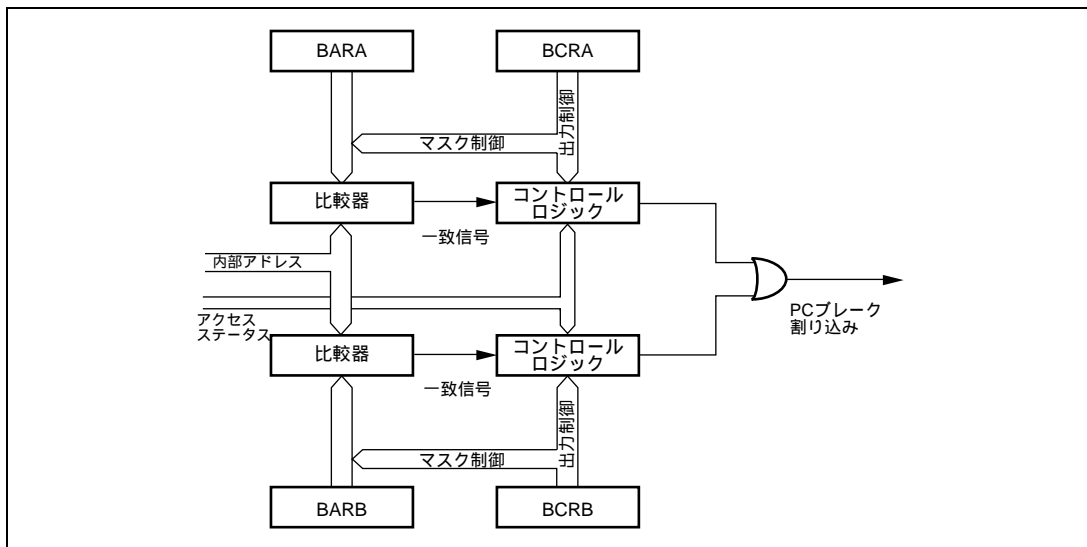 BARA
BCRA
出力制御
マスク制御
比較器
コントロール
ロジック
一致信号
内部アドレス
アクセス
ステータス
PCブレーク
割り込み
比較器
コントロール
ロジック
一致信号
出力制御
マスク制御
BARB
BCRB